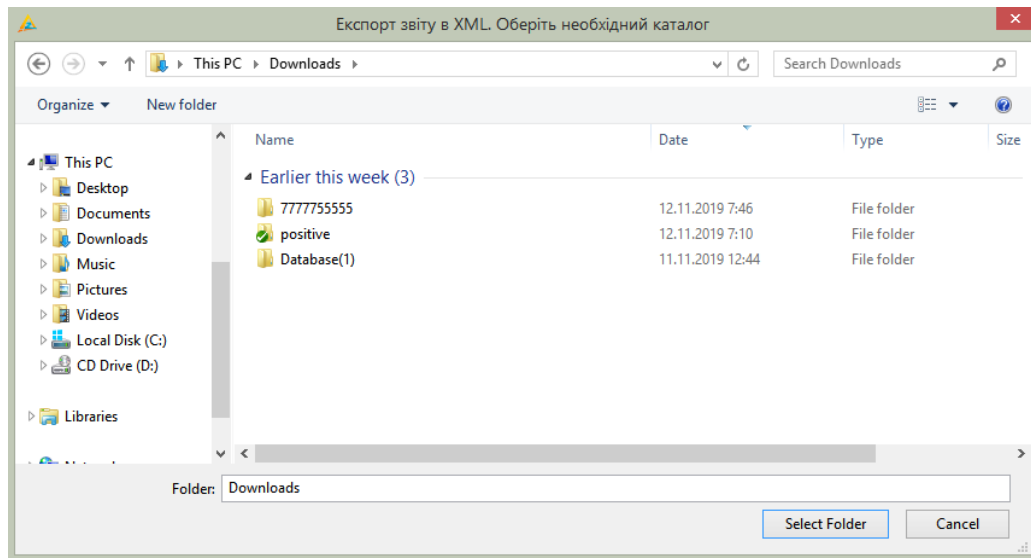 Експорт звіту в XML. Оберіть необхідний каталог
This PC Downloads
Search Downloads
Organize New folder
Name Date Type Size
This PC
Desktop
Documents
Downloads
Music
Pictures
Videos
Local Disk (C:)
CD Drive (D:)
Libraries
Earlier this week (3)
7777755555 12.11.2019 7:46 File folder
positive 12.11.2019 7:10 File folder
Database(1) 11.11.2019 12:44 File folder
Folder: Downloads
Select Folder Cancel